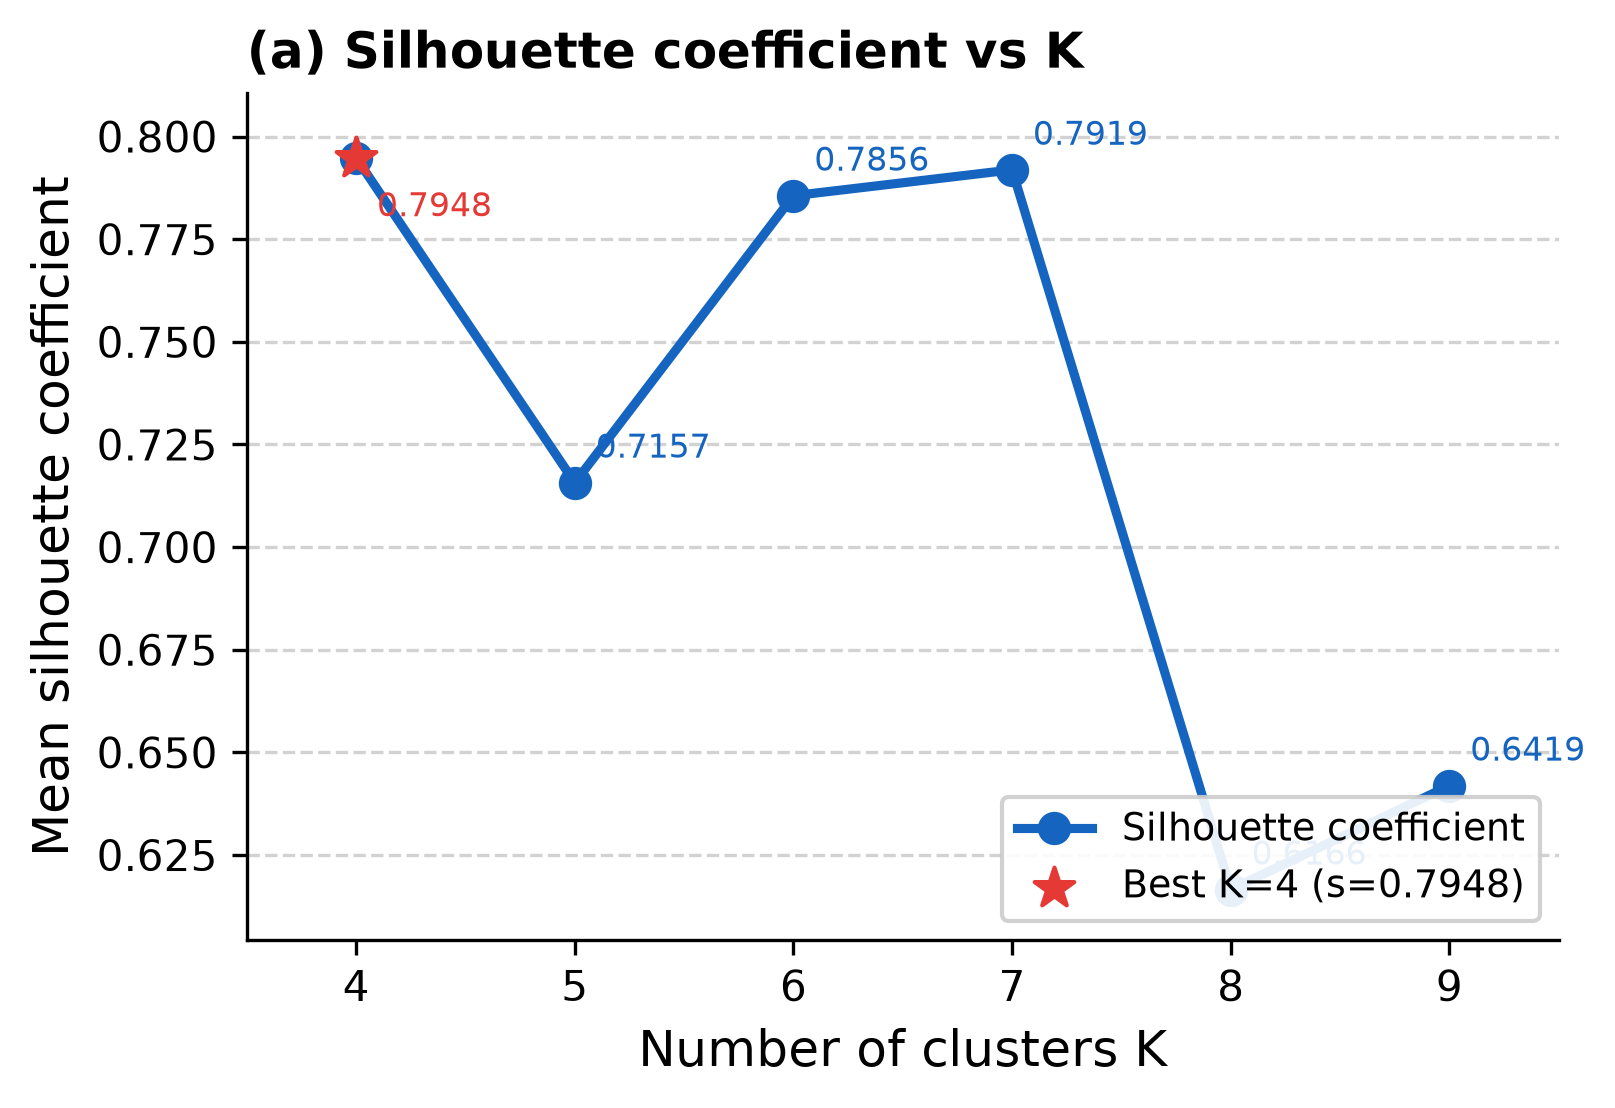 (a) Silhouette coefficient vs K
Mean silhouette coefficient
0.800
0.775
0.750
0.725
0.700
0.675
0.650
0.625
0.7948
0.7157
0.7856
0.7919
0.6166
0.6419
Silhouette coefficient
Best K=4 (s=0.7948)
4 5 6 7 8 9
Number of clusters K